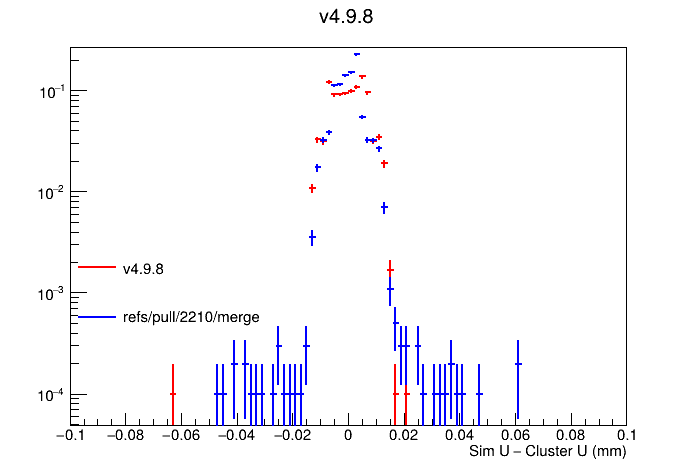 v4.9.8
10⁻¹
10⁻²
10⁻³
10⁻⁴
v4.9.8
refs/pull/2210/merge
−0.1 −0.08 −0.06 −0.04 −0.02 0 0.02 0.04 0.06 0.08 0.1
Sim U − Cluster U (mm)